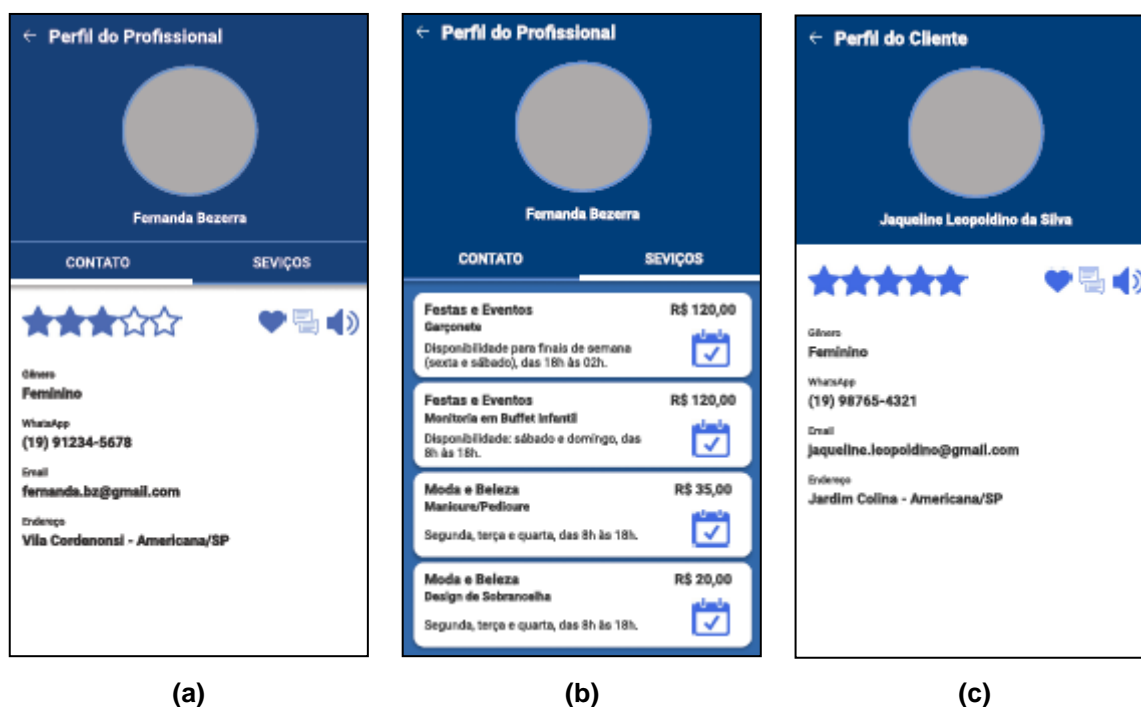 ← Perfil do Profissional
Fernanda Bezerra
CONTATO SEVIÇOS
Gênero
Feminino
WhatsApp
(19) 91234-5678
Email
fernanda.bz@gmail.com
Endereço
Vila Cordenonsi - Americana/SP
(a)
← Perfil do Profissional
Fernanda Bezerra
CONTATO SEVIÇOS
Festas e Eventos R$ 120,00
Garçonete
Disponibilidade para finais de semana
(sexta e sábado), das 18h às 02h.
Festas e Eventos R$ 120,00
Monitoria em Buffet Infantil
Disponibilidade: sábado e domingo, das
8h às 18h.
Moda e Beleza R$ 35,00
Manicure/Pedicure
Segunda, terça e quarta, das 8h às 18h.
Moda e Beleza R$ 20,00
Design de Sobrancelha
Segunda, terça e quarta, das 8h às 18h.
(b)
← Perfil do Cliente
Jaqueline Leopoldino da Silva
Gênero
Feminino
WhatsApp
(19) 98765-4321
Email
jaqueline.leopoldino@gmail.com
Endereço
Jardim Colina - Americana/SP
(c)